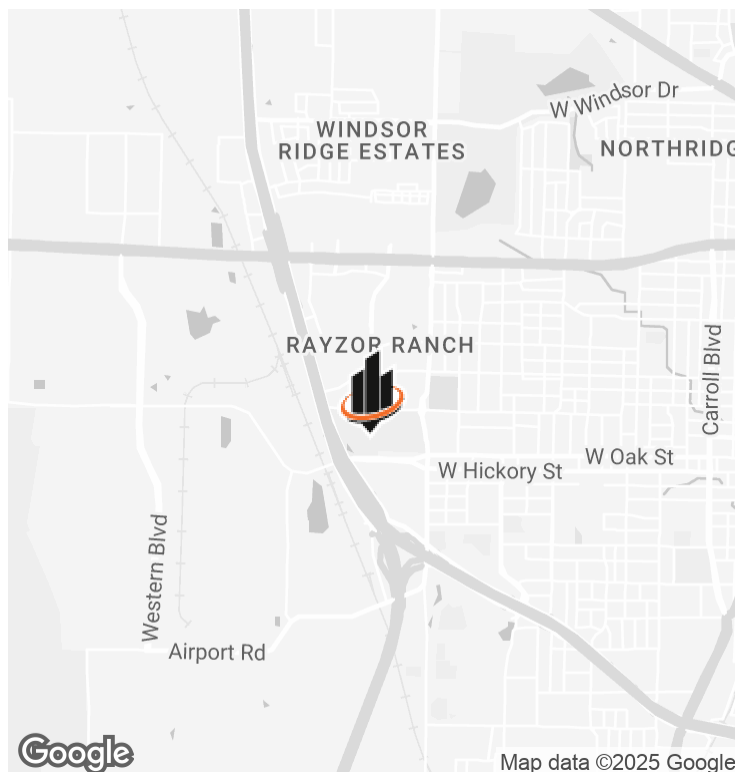 W Windsor Dr
WINDSOR
RIDGE ESTATES
NORTHRIDG
RAYZOR RANCH
Carroll Blvd
W Oak St
W Hickory St
Western Blvd
Airport Rd
Google
Map data ©2025 Google